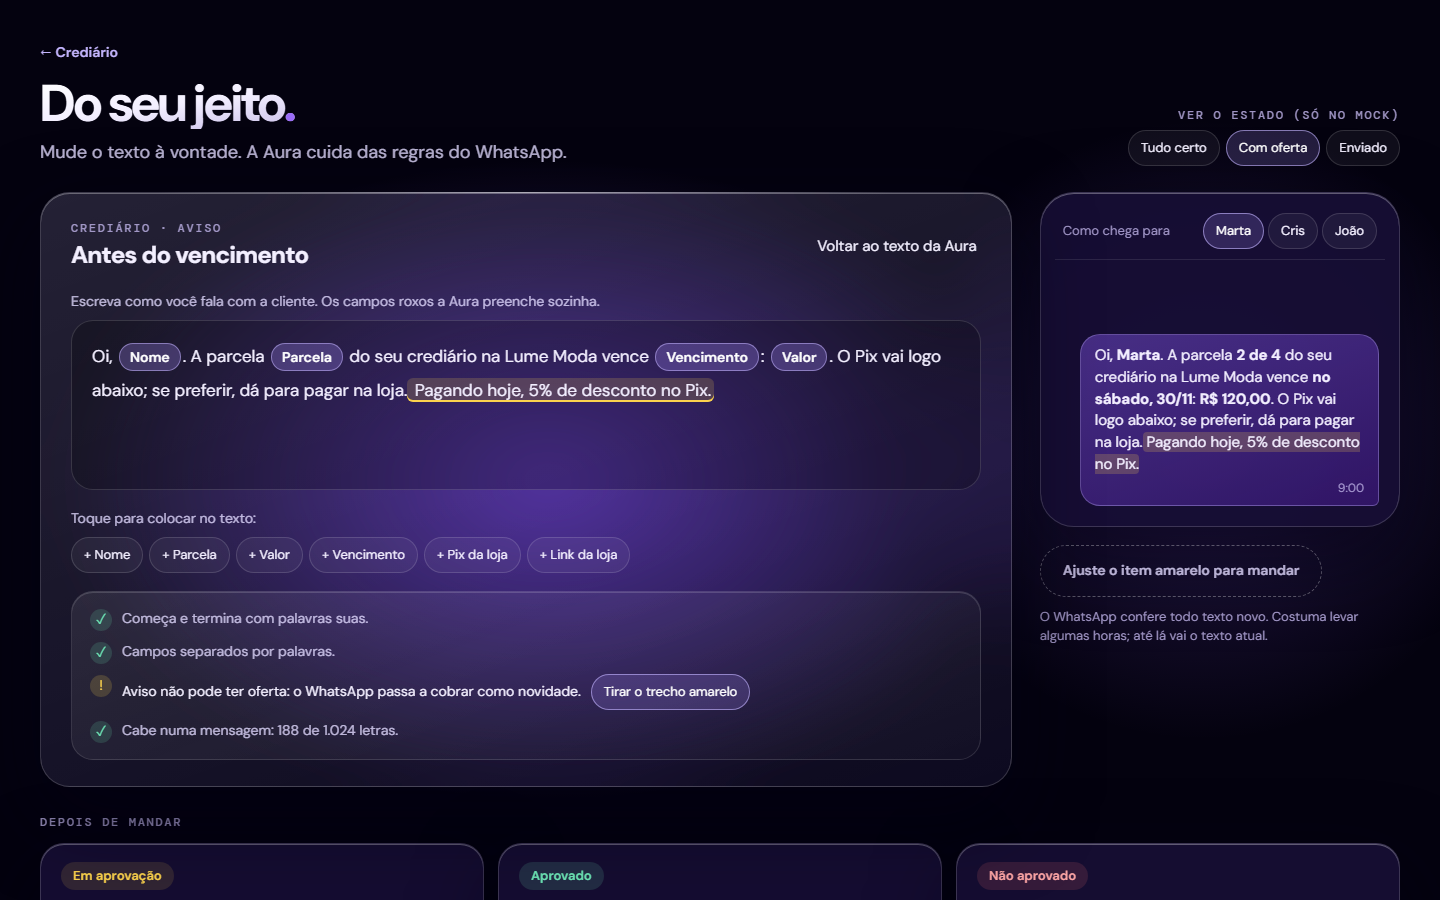 ← Crediário
Do seu jeito.
Mude o texto à vontade. A Aura cuida das regras do WhatsApp.
VER O ESTADO (SÓ NO MOCK)
Tudo certo
Com oferta
Enviado
CREDIÁRIO · AVISO
Antes do vencimento
Voltar ao texto da Aura
Escreva como você fala com a cliente. Os campos roxos a Aura preenche sozinha.
Oi, Nome. A parcela Parcela do seu crediário na Lume Moda vence Vencimento: Valor. O Pix vai logo
abaixo; se preferir, dá para pagar na loja. Pagando hoje, 5% de desconto no Pix.
Toque para colocar no texto:
+ Nome
+ Parcela
+ Valor
+ Vencimento
+ Pix da loja
+ Link da loja
✓ Começa e termina com palavras suas.
✓ Campos separados por palavras.
! Aviso não pode ter oferta: o WhatsApp passa a cobrar como novidade.
Tirar o trecho amarelo
✓ Cabe numa mensagem: 188 de 1.024 letras.
Como chega para
Marta
Cris
João
Oi, Marta. A parcela 2 de 4 do seu
crediário na Lume Moda vence no
sábado, 30/11: R$ 120,00. O Pix vai
logo abaixo; se preferir, dá para pagar
na loja. Pagando hoje, 5% de desconto
no Pix.
9:00
Ajuste o item amarelo para mandar
O WhatsApp confere todo texto novo. Costuma levar
algumas horas; até lá vai o texto atual.
DEPOIS DE MANDAR
Em aprovação
Aprovado
Não aprovado